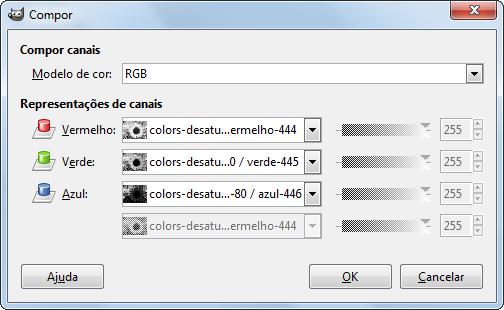 Compor
Compor canais
Modelo de cor: RGB
Representações de canais
Vermelho: colors-desatu...ermelho-444 255
Verde: colors-desatu...0 / verde-445 255
Azul: colors-desatu...-80 / azul-446 255
colors-desatu...ermelho-444 255
Ajuda OK Cancelar